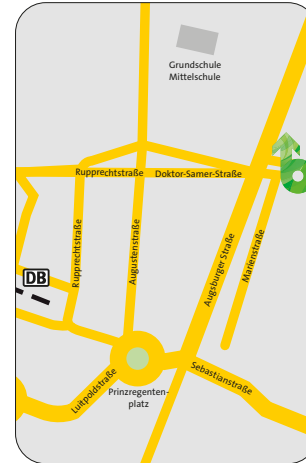 Grundschule
Mittelschule
Rupprechtstraße
Doktor-Samer-Straße
Rupprechtstraße
Augustenstraße
Augsburger Straße
Marienstraße
DB
Luitpoldstraße
Prinzregenten-
platz
Sebastianstraße